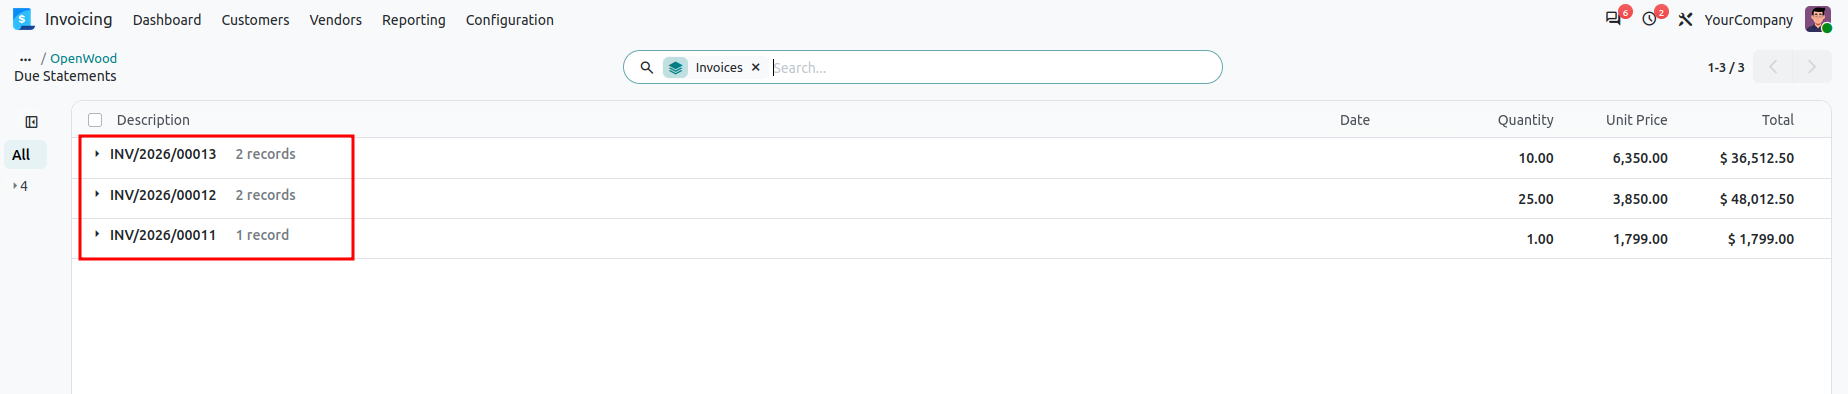 Invoicing Dashboard Customers Vendors Reporting Configuration 6 2 YourCompany
... / OpenWood
Due Statements
Invoices × Search...
1-3 / 3
Description Date Quantity Unit Price Total
All
4
INV/2026/00013 2 records 10.00 6,350.00 $ 36,512.50
INV/2026/00012 2 records 25.00 3,850.00 $ 48,012.50
INV/2026/00011 1 record 1.00 1,799.00 $ 1,799.00